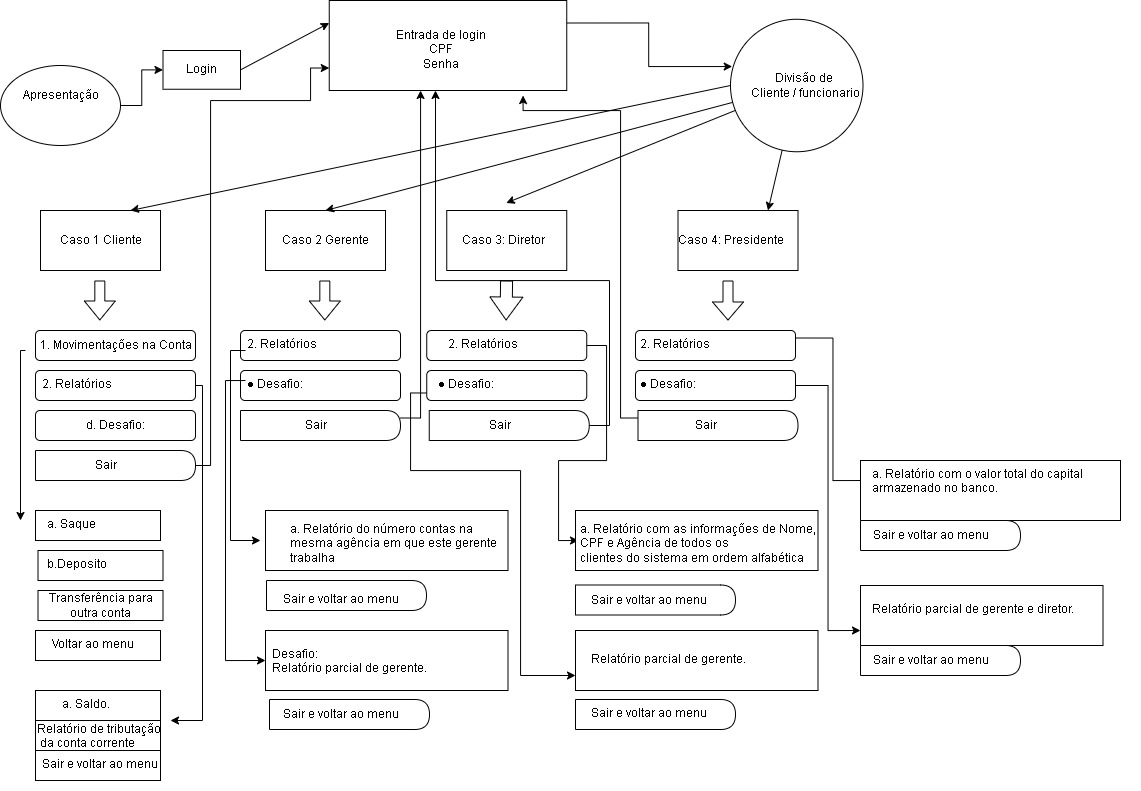 Entrada de login
CPF
Senha
Login
Apresentação
Divisão de
Cliente / funcionario
Caso 1 Cliente
Caso 2 Gerente
Caso 3: Diretor
Caso 4: Presidente
1. Movimentações na Conta
2. Relatórios
d. Desafio:
Sair
2. Relatórios
● Desafio:
Sair
2. Relatórios
● Desafio:
Sair
2. Relatórios
● Desafio:
Sair
a. Saque
b.Deposito
Transferência para
outra conta
Voltar ao menu
a. Saldo.
Relatório de tributação
da conta corrente
Sair e voltar ao menu
a. Relatório do número contas na
mesma agência em que este gerente
trabalha
Sair e voltar ao menu
Desafio:
Relatório parcial de gerente.
Sair e voltar ao menu
a. Relatório com as informações de Nome,
CPF e Agência de todos os
clientes do sistema em ordem alfabética
Sair e voltar ao menu
Relatório parcial de gerente.
Sair e voltar ao menu
a. Relatório com o valor total do capital
armazenado no banco.
Sair e voltar ao menu
Relatório parcial de gerente e diretor.
Sair e voltar ao menu